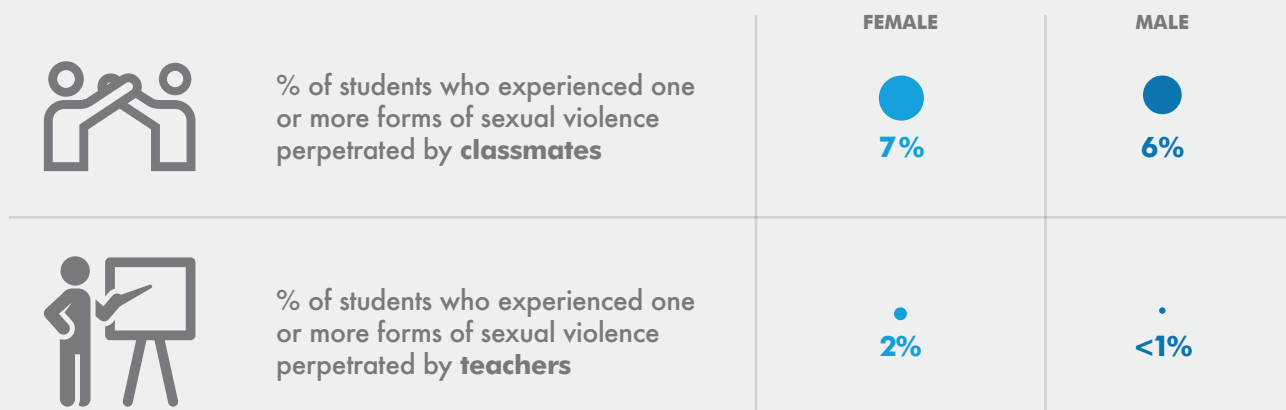 FEMALE MALE
% of students who experienced one
or more forms of sexual violence
perpetrated by classmates
7% 6%
% of students who experienced one
or more forms of sexual violence
perpetrated by teachers
2% <1%